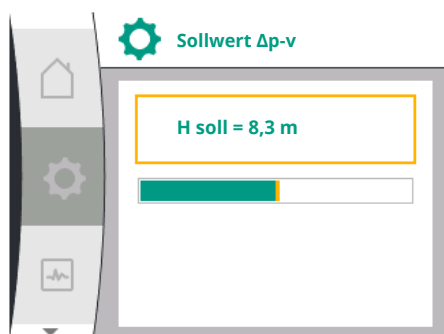 Sollwert Δp-v
H soll = 8,3 m